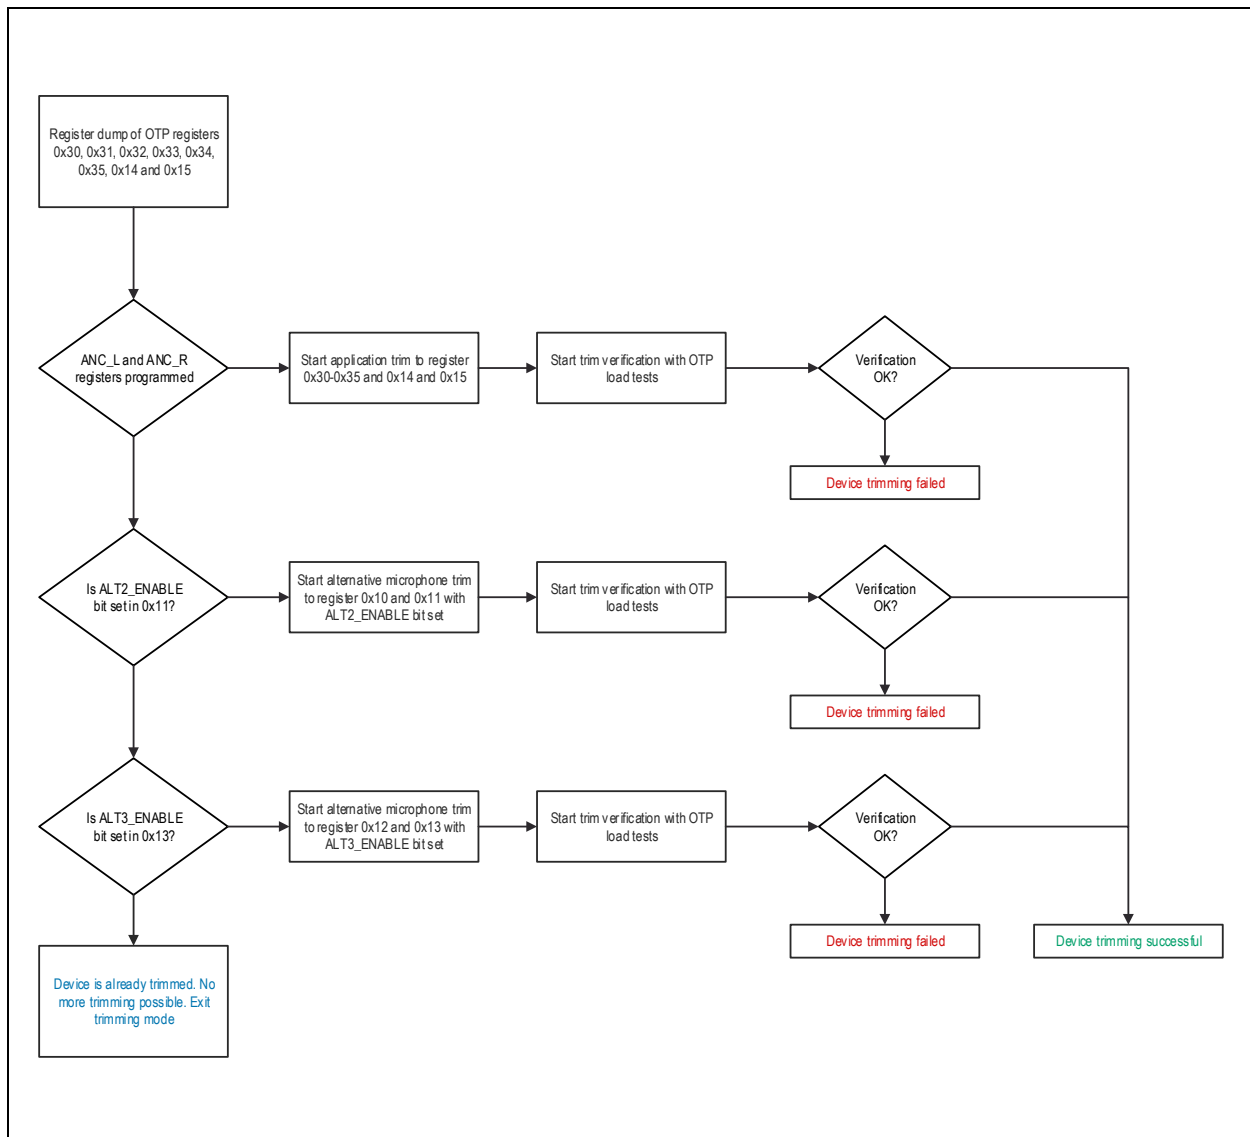 Register dump of OTP registers
0x30, 0x31, 0x32, 0x33, 0x34,
0x35, 0x14 and 0x15
ANC_L and ANC_R
registers programmed
Start application trim to register
0x30-0x35 and 0x14 and 0x15
Start trim verification with OTP
load tests
Verification
OK?
Device trimming failed
Is ALT2_ENABLE
bit set in 0x11?
Start alternative microphone trim
to register 0x10 and 0x11 with
ALT2_ENABLE bit set
Start trim verification with OTP
load tests
Verification
OK?
Device trimming failed
Is ALT3_ENABLE
bit set in 0x13?
Start alternative microphone trim
to register 0x12 and 0x13 with
ALT3_ENABLE bit set
Start trim verification with OTP
load tests
Verification
OK?
Device trimming failed
Device trimming successful
Device is already trimmed. No
more trimming possible. Exit
trimming mode